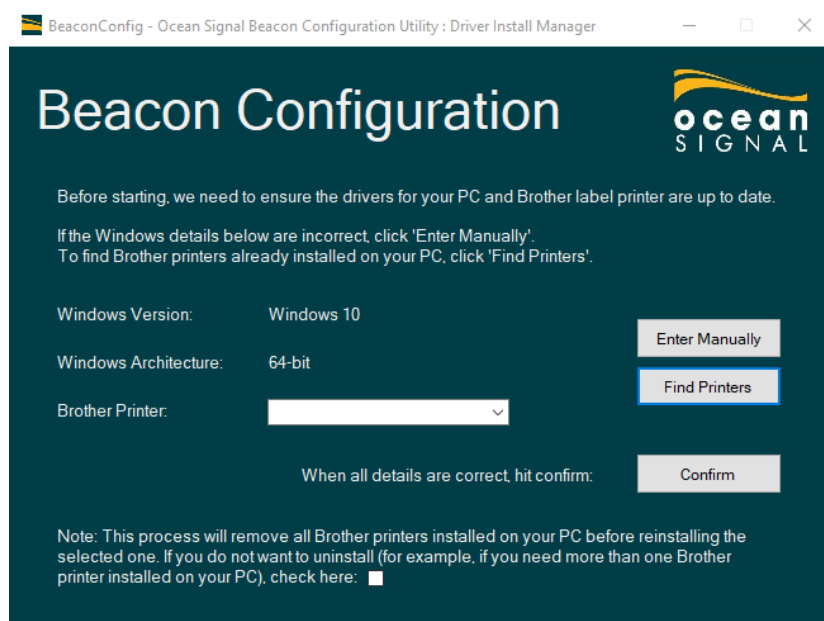 BeaconConfig - Ocean Signal Beacon Configuration Utility : Driver Install Manager
Beacon Configuration
ocean
SIGNAL
Before starting, we need to ensure the drivers for your PC and Brother label printer are up to date.
If the Windows details below are incorrect, click 'Enter Manually'.
To find Brother printers already installed on your PC, click 'Find Printers'.
Windows Version: Windows 10
Enter Manually
Windows Architecture: 64-bit
Find Printers
Brother Printer:
When all details are correct, hit confirm: Confirm
Note: This process will remove all Brother printers installed on your PC before reinstalling the
selected one. If you do not want to uninstall (for example, if you need more than one Brother
printer installed on your PC), check here: